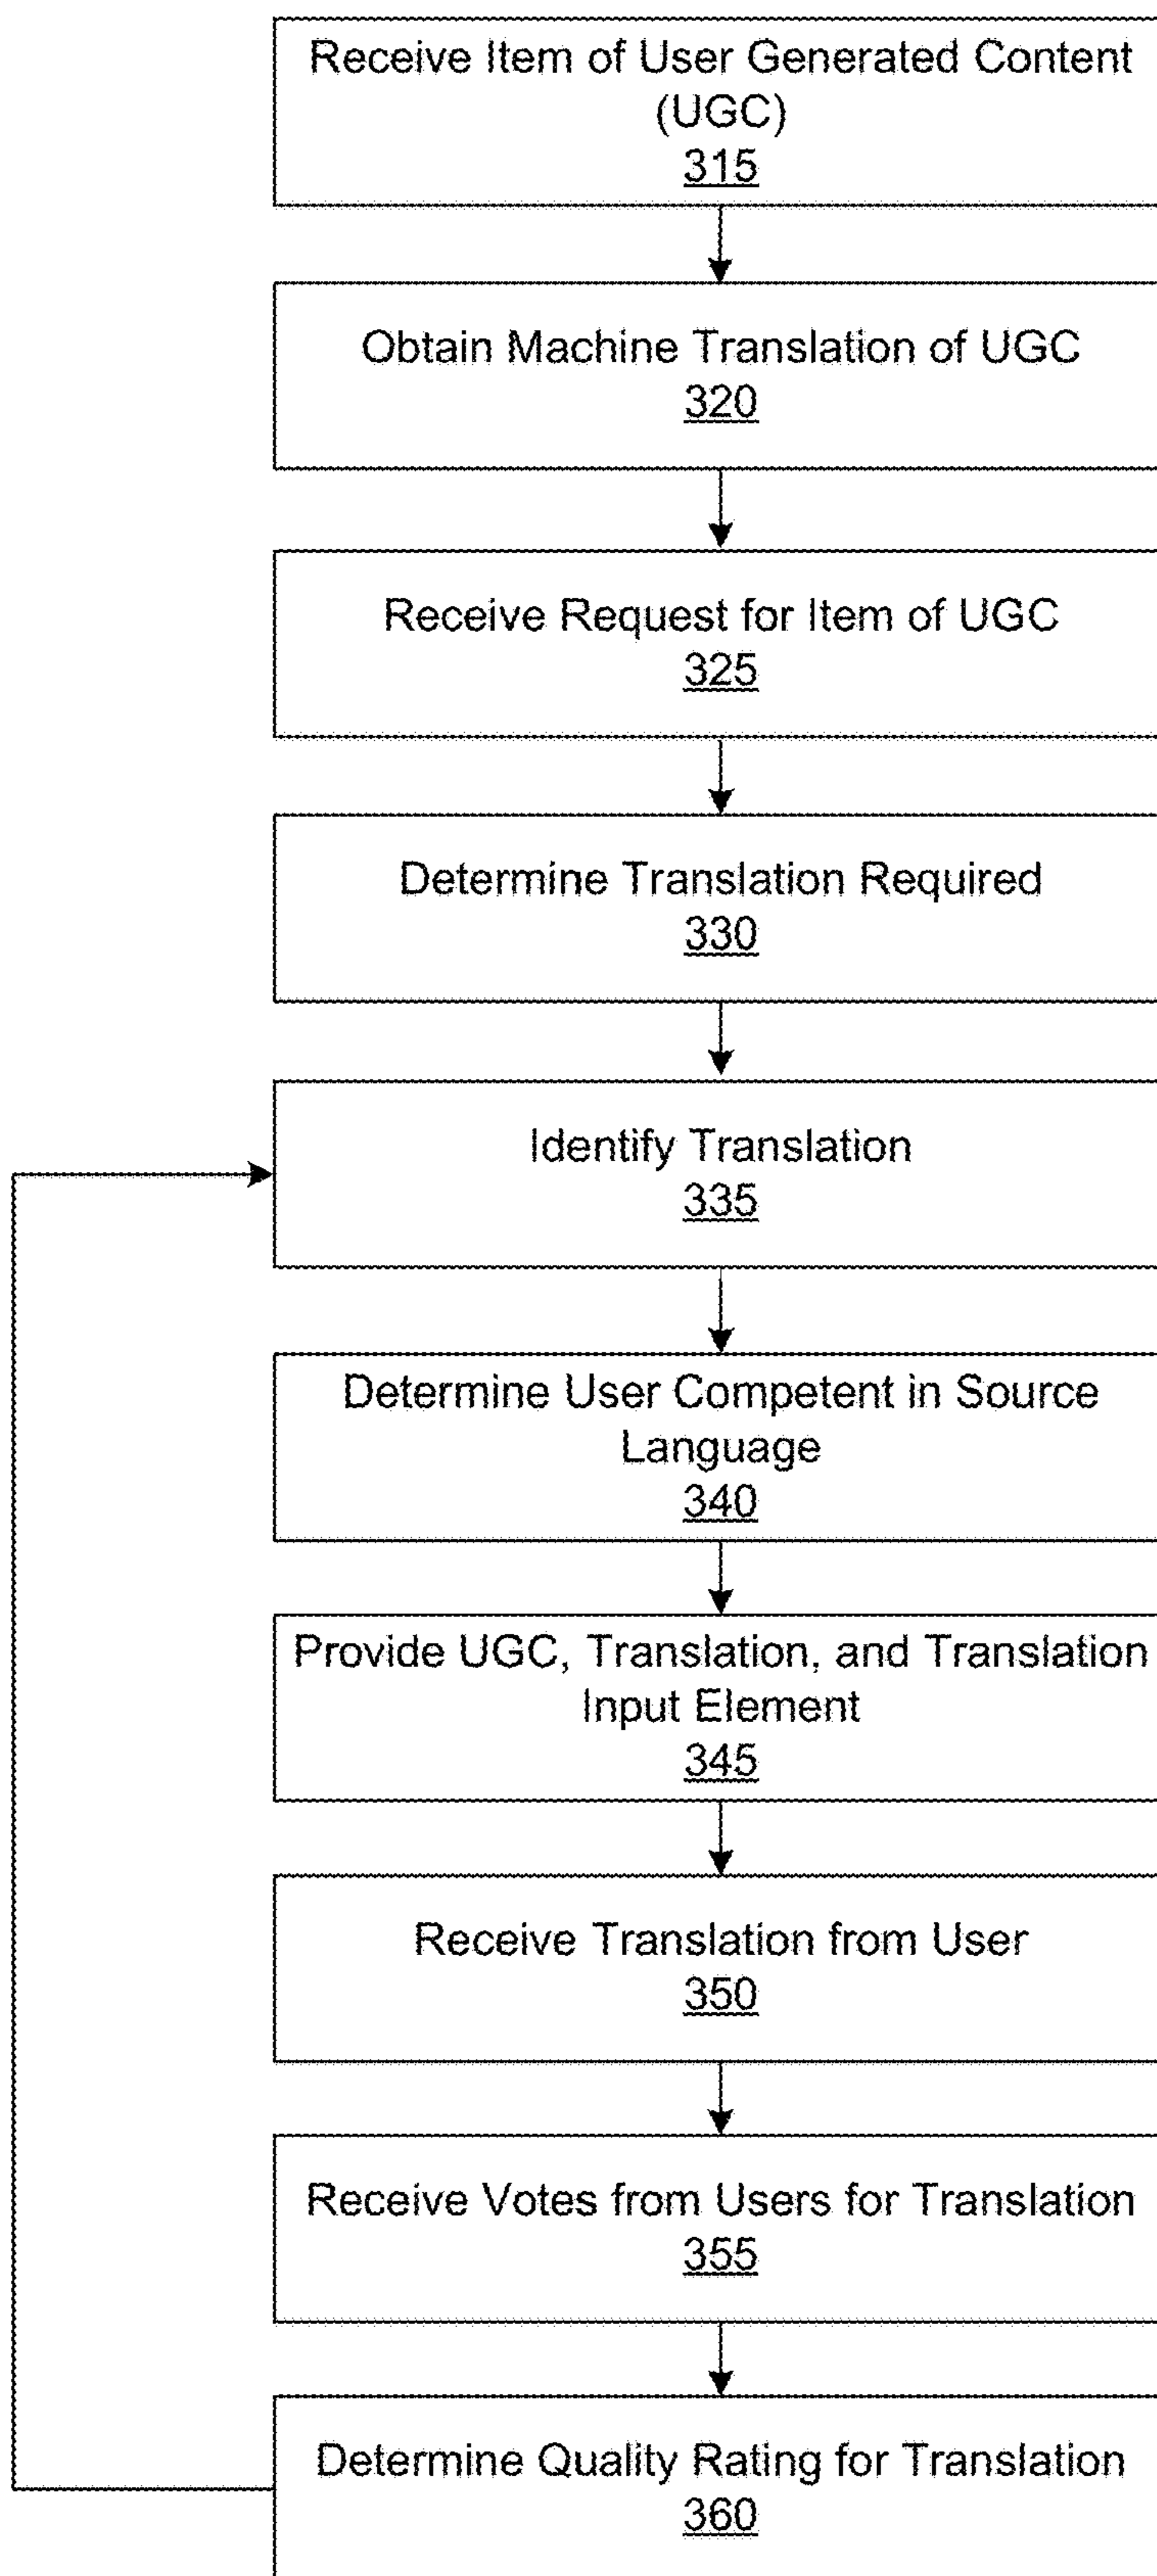 Receive Item of User Generated Content
(UGC)
315
Obtain Machine Translation of UGC
320
Receive Request for Item of UGC
325
Determine Translation Required
330
Identify Translation
335
Determine User Competent in Source
Language
340
Provide UGC, Translation, and Translation
Input Element
345
Receive Translation from User
350
Receive Votes from Users for Translation
355
Determine Quality Rating for Translation
360